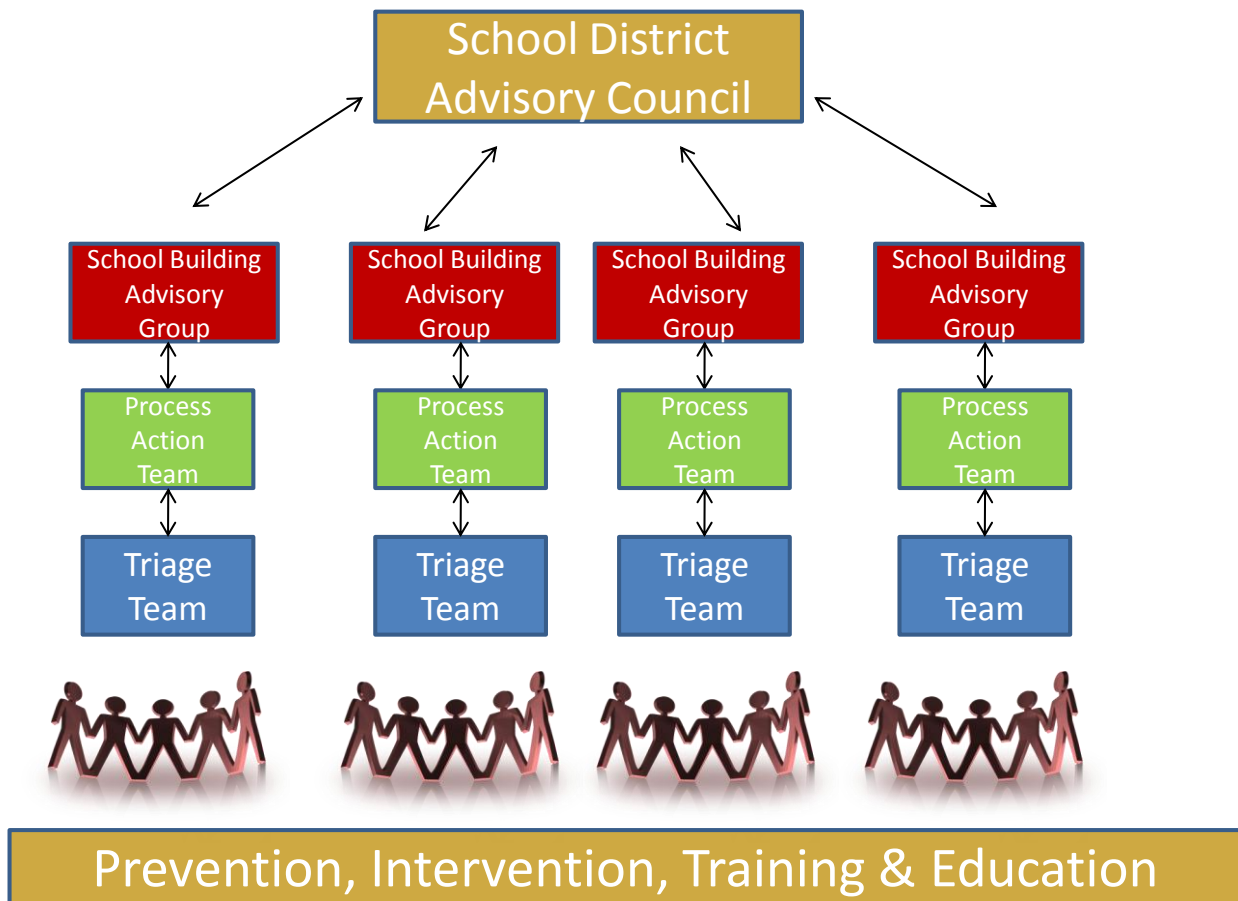 School District
Advisory Council
School Building
Advisory
Group
School Building
Advisory
Group
School Building
Advisory
Group
School Building
Advisory
Group
Process
Action
Team
Process
Action
Team
Process
Action
Team
Process
Action
Team
Triage
Team
Triage
Team
Triage
Team
Triage
Team
Prevention, Intervention, Training & Education